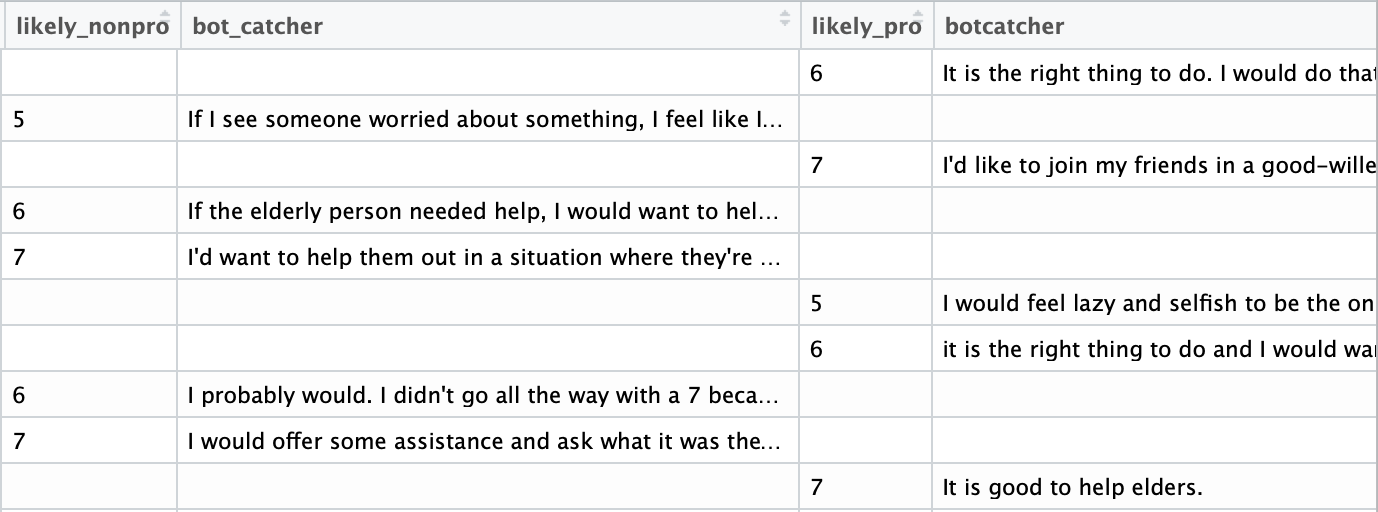 likely_nonpro bot_catcher likely_pro botcatcher
6 It is the right thing to do. I would do that
5 If I see someone worried about something, I feel like I...
7 I'd like to join my friends in a good-wille
6 If the elderly person needed help, I would want to hel...
7 I'd want to help them out in a situation where they're ...
5 I would feel lazy and selfish to be the on
6 it is the right thing to do and I would wa
6 I probably would. I didn't go all the way with a 7 beca...
7 I would offer some assistance and ask what it was the...
7 It is good to help elders.